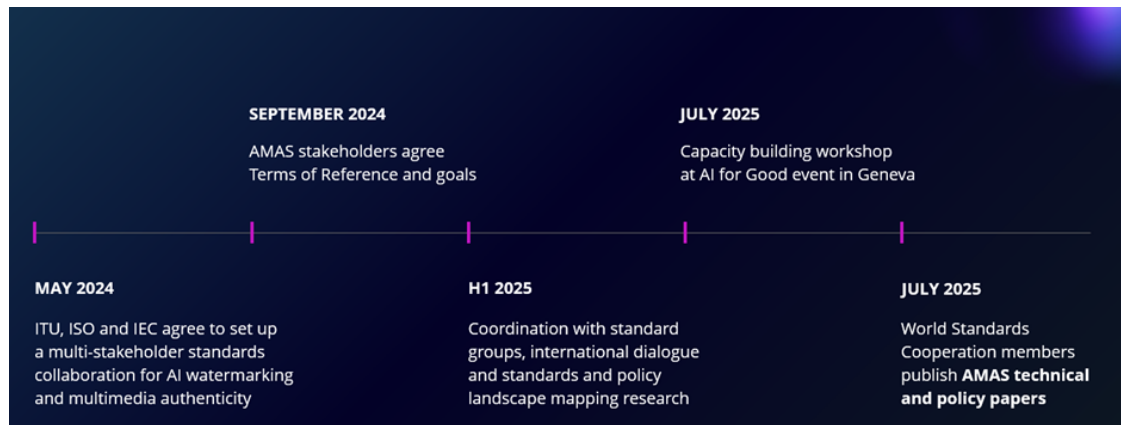 SEPTEMBER 2024
AMAS stakeholders agree
Terms of Reference and goals
JULY 2025
Capacity building workshop
at AI for Good event in Geneva
MAY 2024
ITU, ISO and IEC agree to set up
a multi-stakeholder standards
collaboration for AI watermarking
and multimedia authenticity
H1 2025
Coordination with standard
groups, international dialogue
and standards and policy
landscape mapping research
JULY 2025
World Standards
Cooperation members
publish AMAS technical
and policy papers